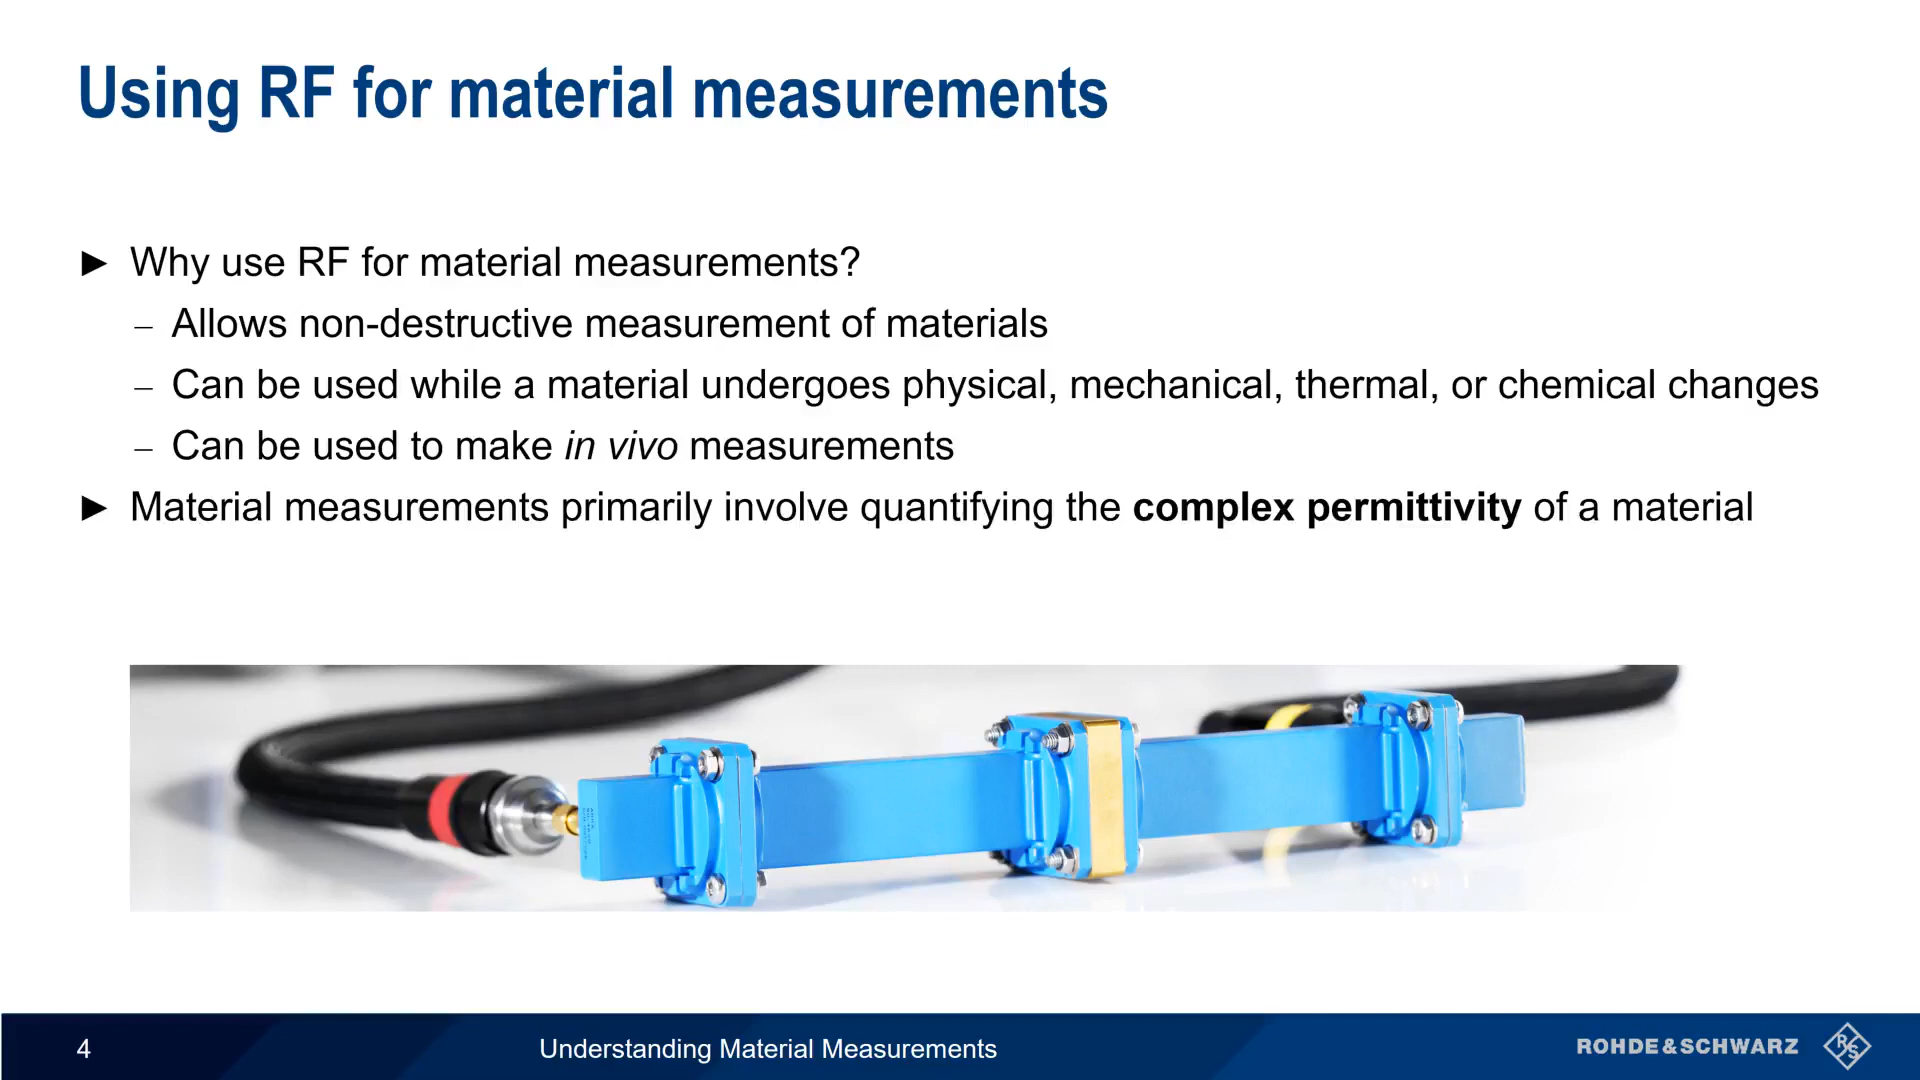 Using RF for material measurements
► Why use RF for material measurements?
– Allows non-destructive measurement of materials
– Can be used while a material undergoes physical, mechanical, thermal, or chemical changes
– Can be used to make in vivo measurements
► Material measurements primarily involve quantifying the complex permittivity of a material
4
Understanding Material Measurements
ROHDE&SCHWARZ
R&S